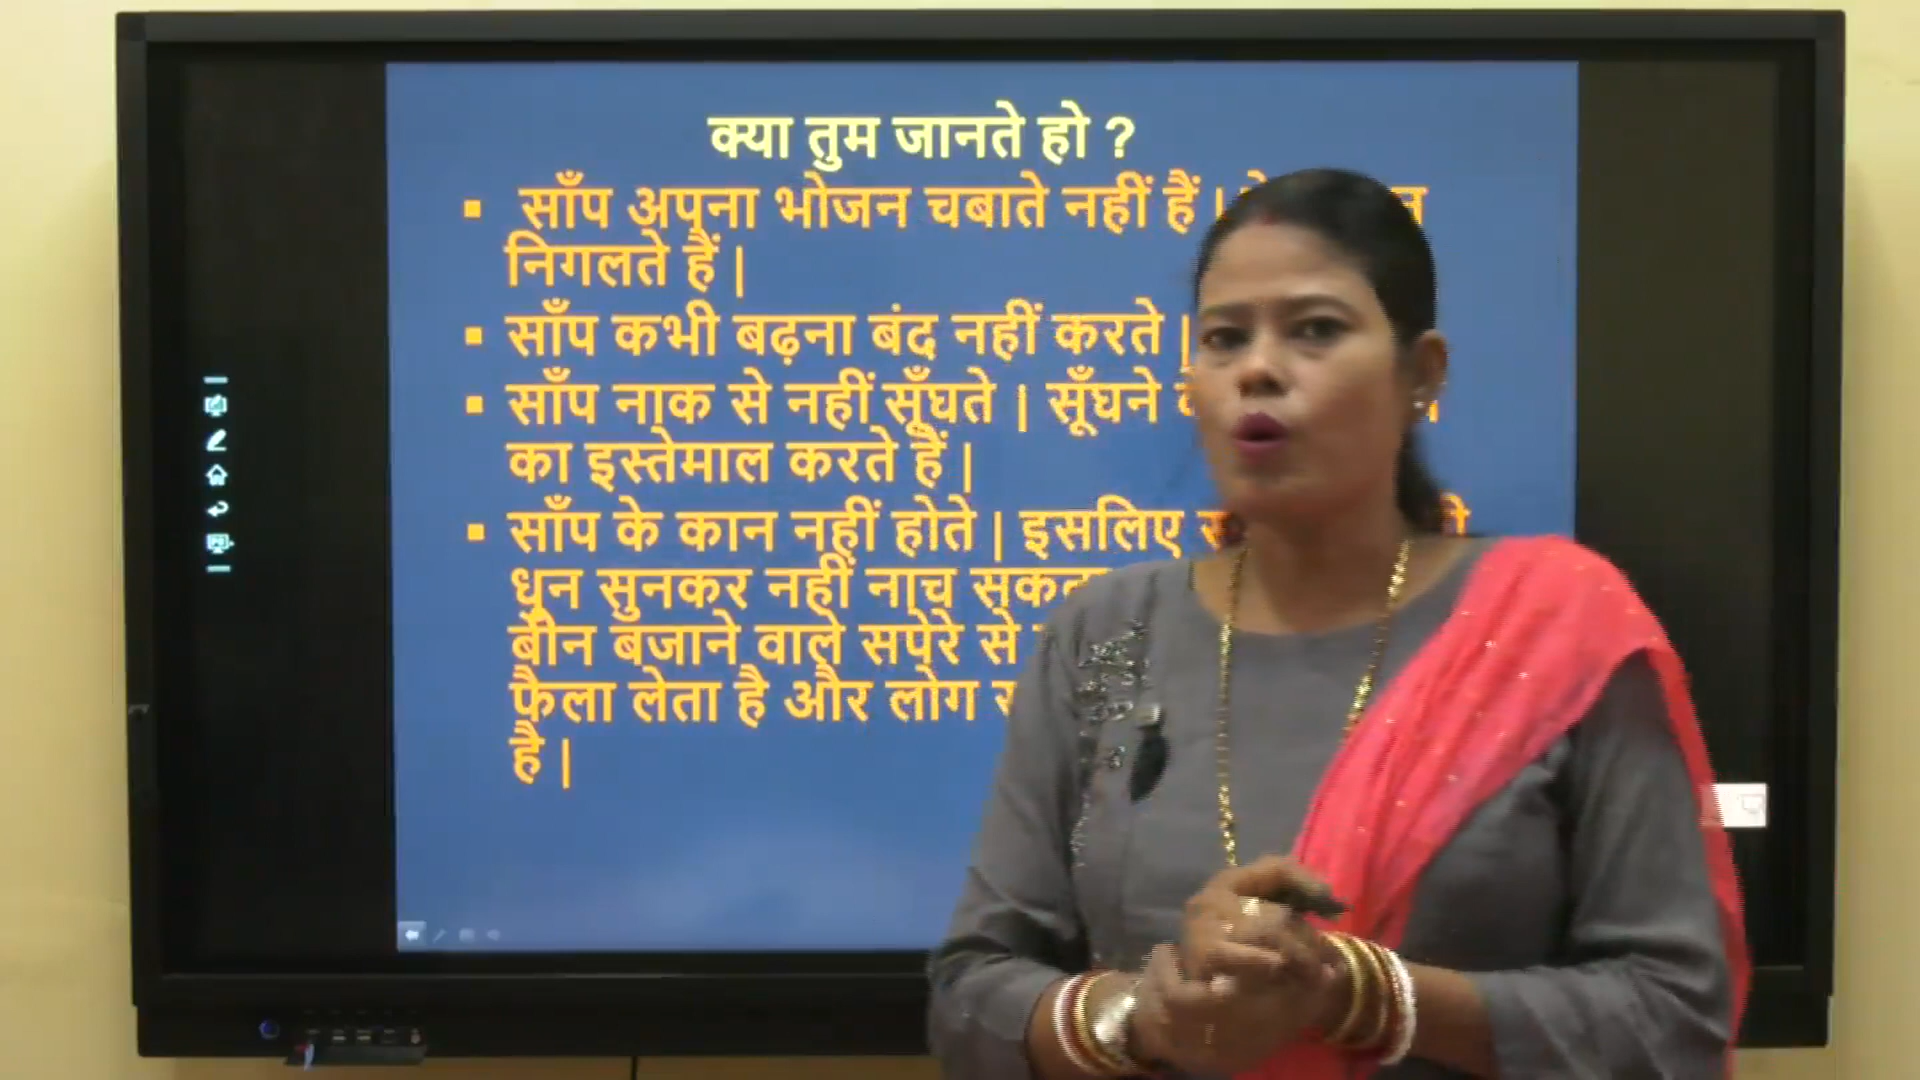 क्या तुम जानते हो ?
▪ साँप अपना भोजन चबाते नहीं हैं |
निगलते हैं |
▪ साँप कभी बढ़ना बंद नहीं करते |
▪ साँप नाक से नहीं सूँघते | सूँघने
का इस्तेमाल करते हैं |
▪ साँप के कान नहीं होते | इसलिए
धुन सुनकर नहीं नाच सकता
बीन बजाने वाले सपेरे से
फैला लेता है और लोग
है |